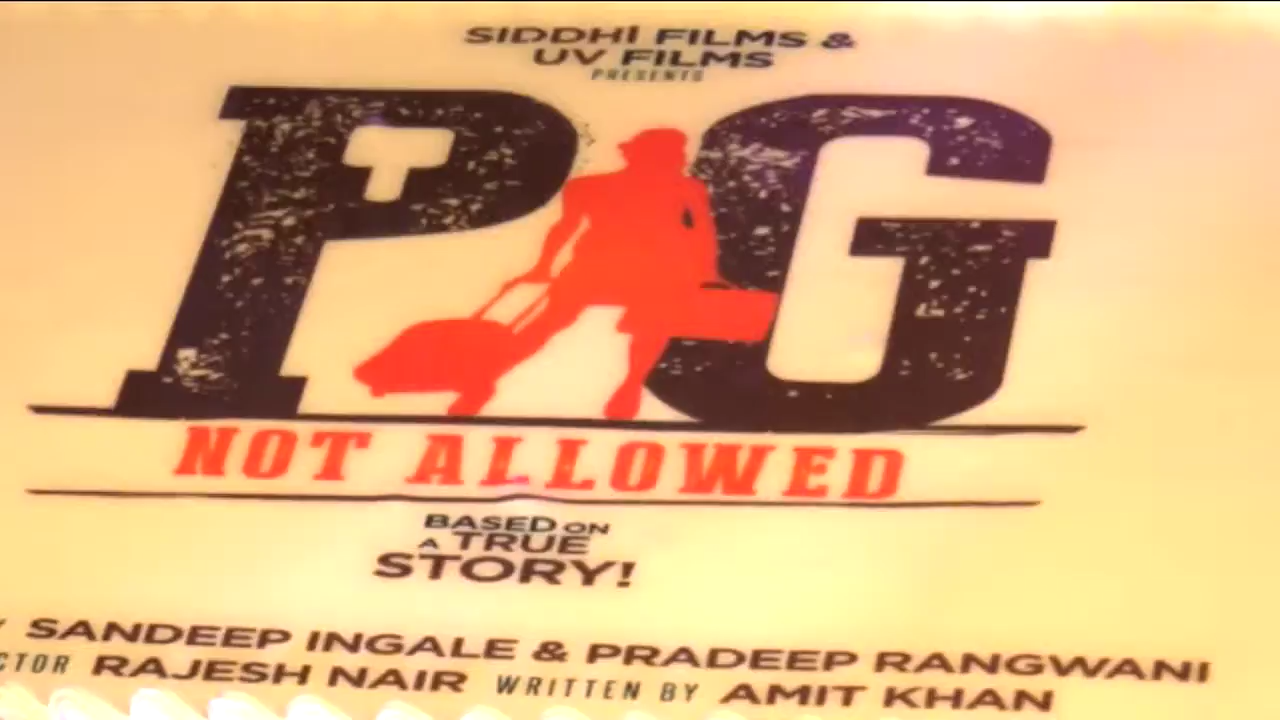 SIDDHI FILMS &
UV FILMS
PRESENTS
PG
NOT ALLOWED
BASED ON
A TRUE
STORY!
SANDEEP INGALE & PRADEEP RANGWANI
RAJESH NAIR WRITTEN BY AMIT KHAN